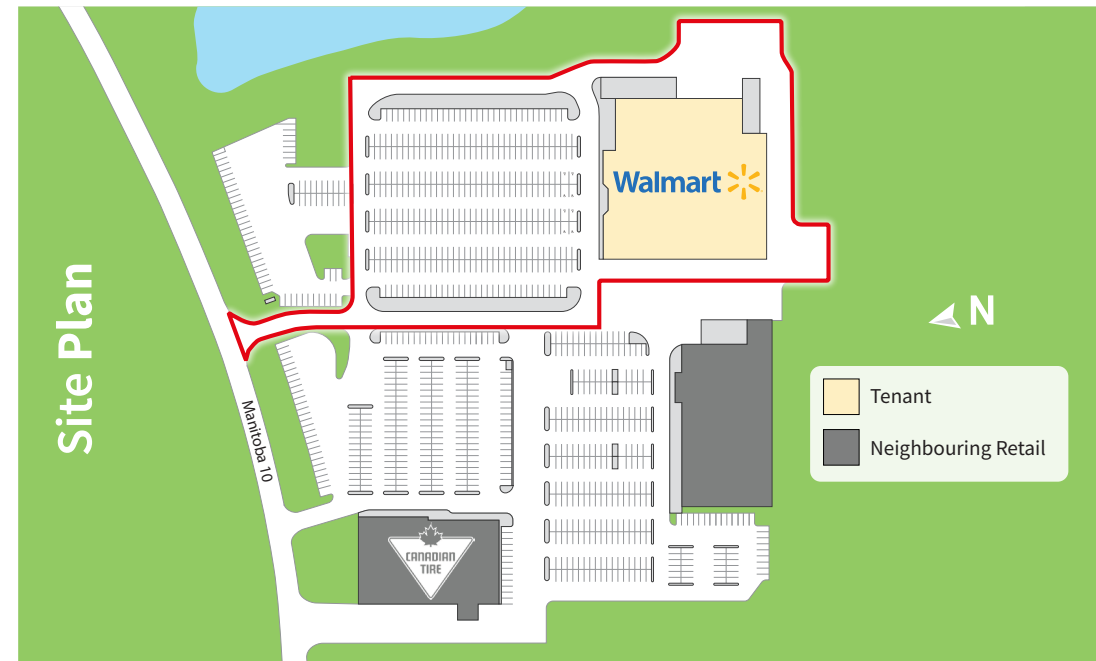 Site Plan
Walmart
N
Tenant
Neighbouring Retail
Manitoba 10
CANADIAN
TIRE